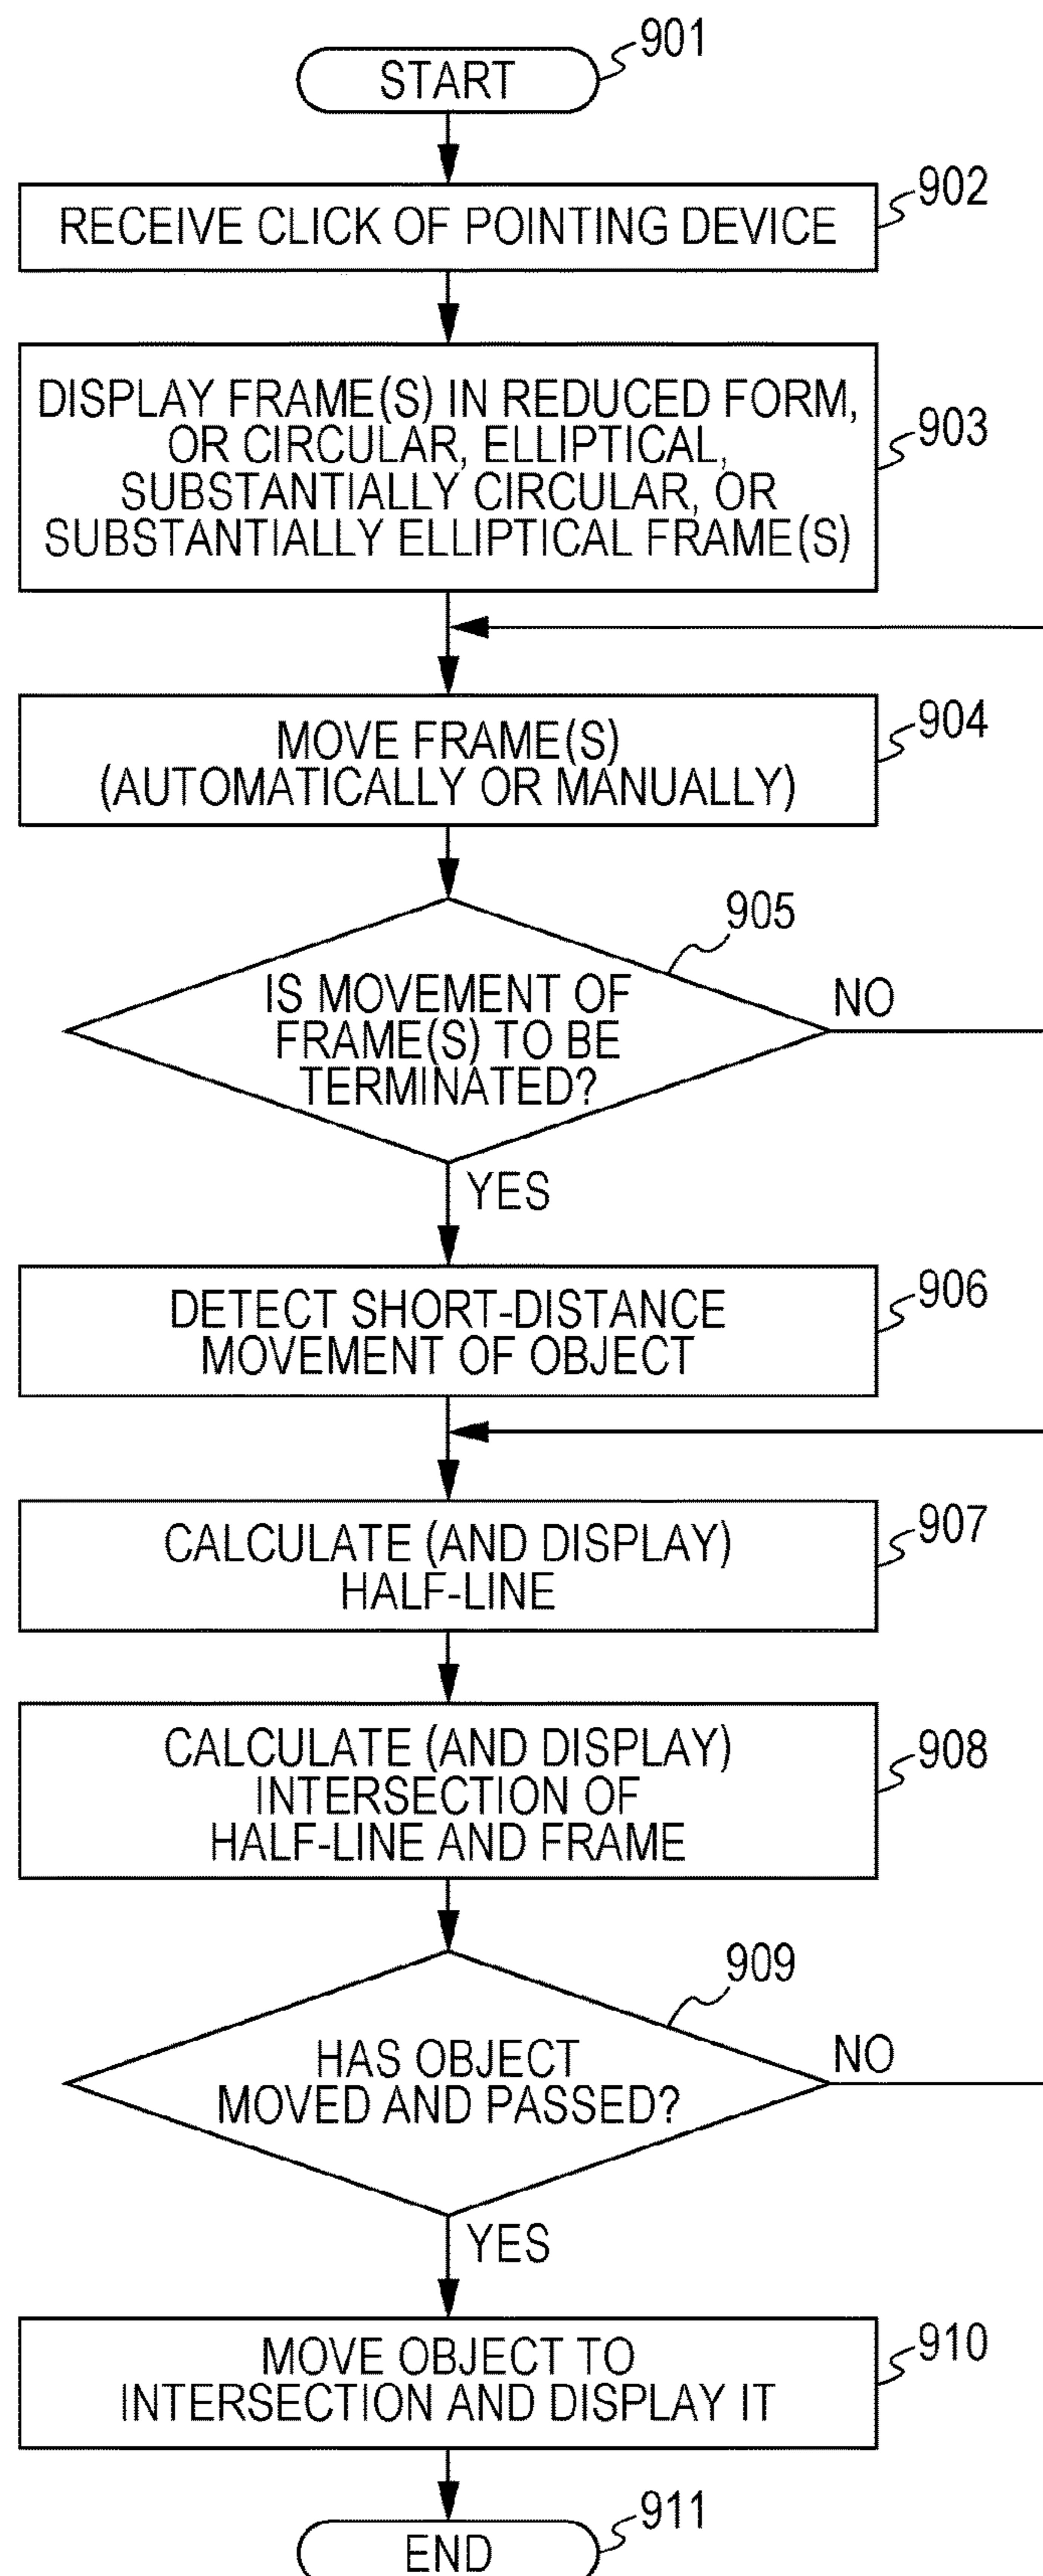 901
START
902
RECEIVE CLICK OF POINTING DEVICE
DISPLAY FRAME(S) IN REDUCED FORM,
OR CIRCULAR, ELLIPTICAL,
SUBSTANTIALLY CIRCULAR, OR
SUBSTANTIALLY ELLIPTICAL FRAME(S)
903
MOVE FRAME(S)
(AUTOMATICALLY OR MANUALLY)
904
905
IS MOVEMENT OF
FRAME(S) TO BE
TERMINATED?
NO
YES
DETECT SHORT-DISTANCE
MOVEMENT OF OBJECT
906
CALCULATE (AND DISPLAY)
HALF-LINE
907
CALCULATE (AND DISPLAY)
INTERSECTION OF
HALF-LINE AND FRAME
908
909
HAS OBJECT
MOVED AND PASSED?
NO
YES
MOVE OBJECT TO
INTERSECTION AND DISPLAY IT
910
911
END